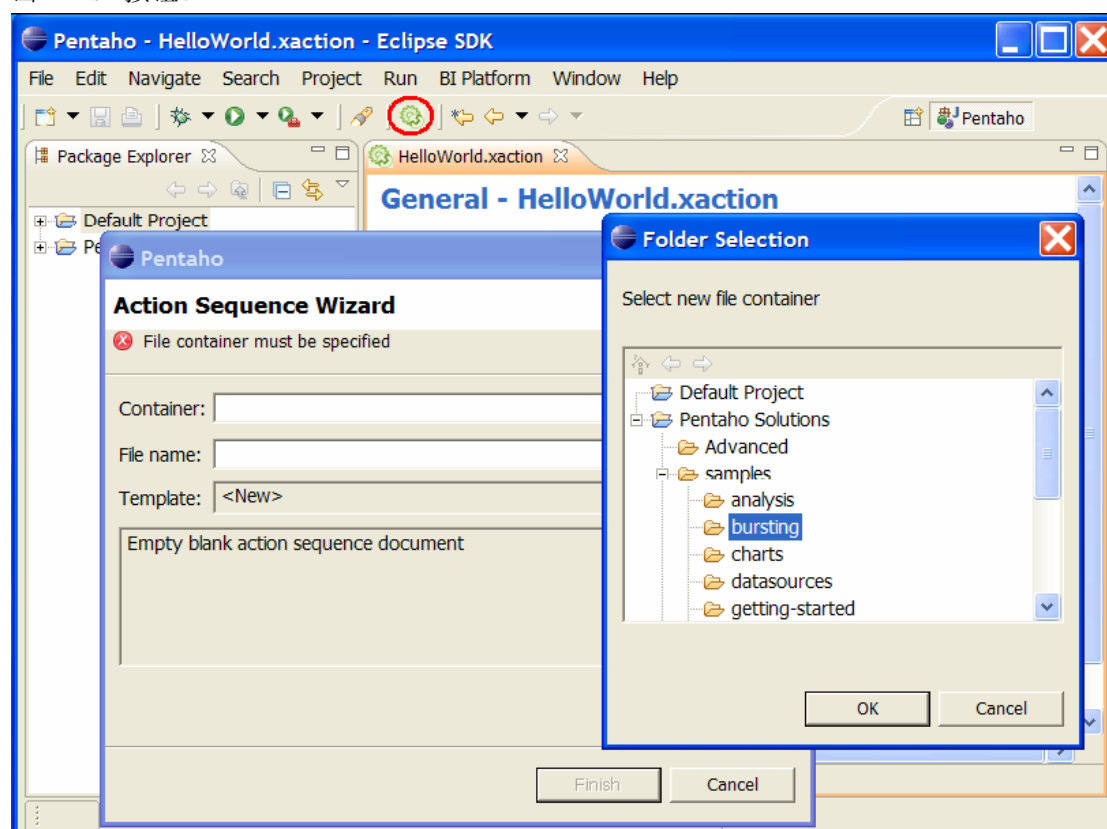 Pentaho - HelloWorld.xaction - Eclipse SDK
File Edit Navigate Search Project Run BI Platform Window Help
Pentaho
Package Explorer
HelloWorld.xaction
General - HelloWorld.xaction
Default Project
Pe
Pentaho
Action Sequence Wizard
File container must be specified
Container:
File name:
Template: <New>
Empty blank action sequence document
Finish Cancel
Folder Selection
Select new file container
Default Project
Pentaho Solutions
Advanced
samples
analysis
bursting
charts
datasources
getting-started
OK Cancel